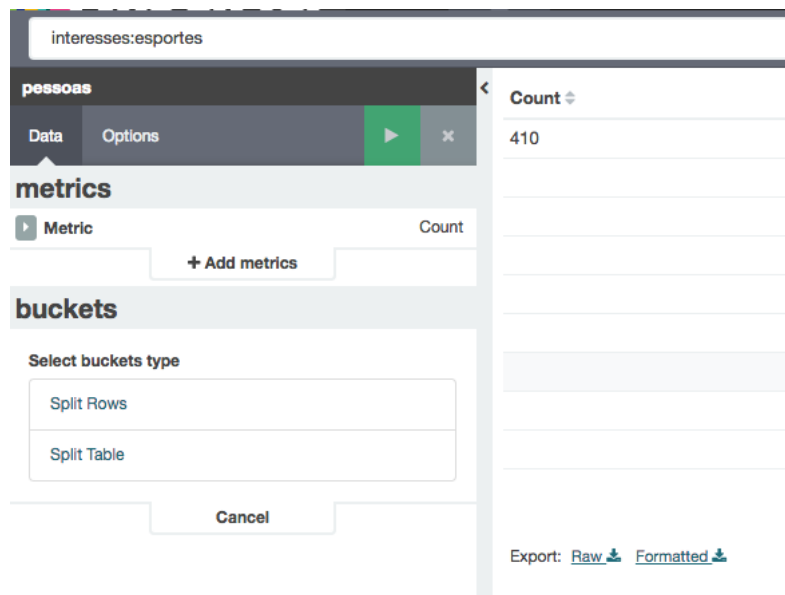 interesses:esportes
pessoas
Data Options
metrics
Metric Count
+ Add metrics
buckets
Select buckets type
Split Rows
Split Table
Cancel
Count
410
Export: Raw Formatted